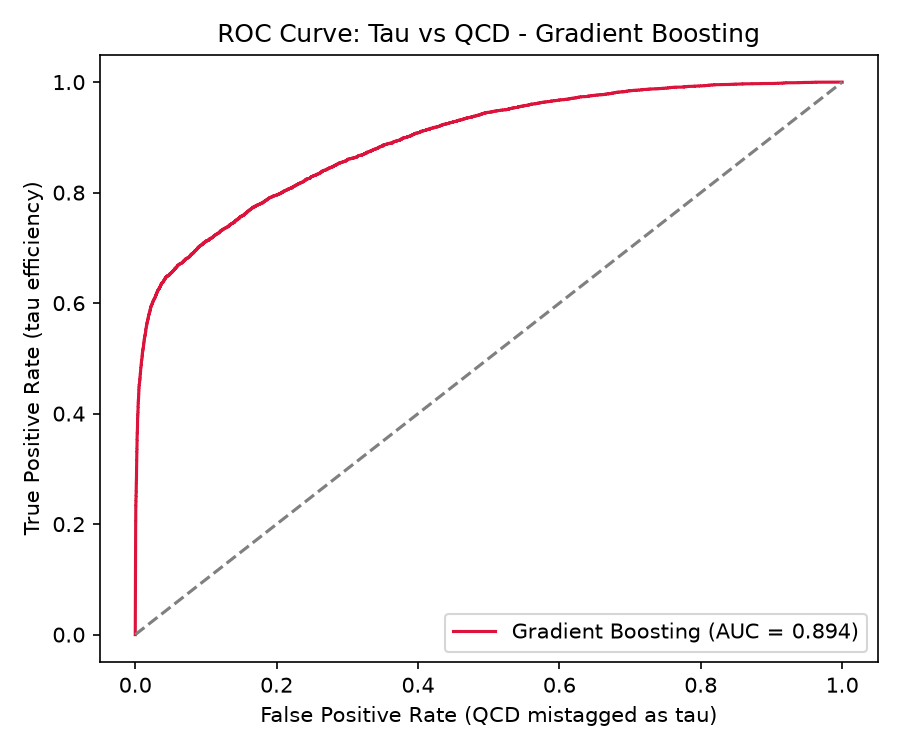 ROC Curve: Tau vs QCD - Gradient Boosting
True Positive Rate (tau efficiency)
1.0
0.8
0.6
0.4
0.2
0.0
Gradient Boosting (AUC = 0.894)
0.0 0.2 0.4 0.6 0.8 1.0
False Positive Rate (QCD mistagged as tau)